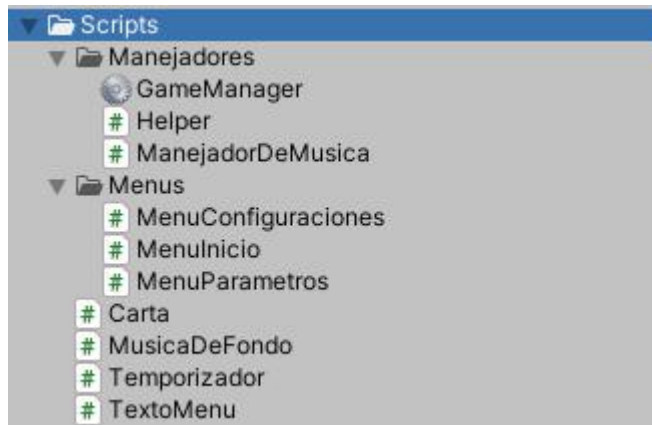 Scripts
Manejadores
GameManager
# Helper
# ManejadorDeMusica
Menus
# MenuConfiguraciones
# MenuInicio
# MenuParametros
# Carta
# MusicaDeFondo
# Temporizador
# TextoMenu